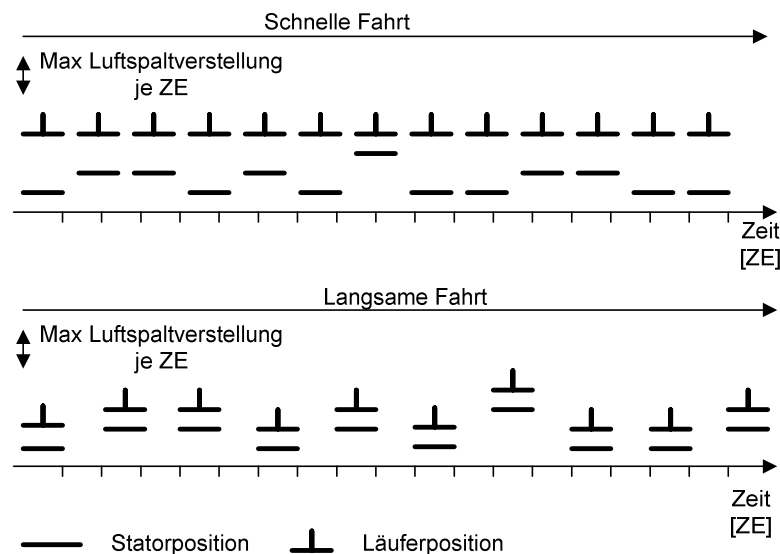 Schnelle Fahrt
Max Luftspaltverstellung
je ZE
Zeit
[ZE]
Langsame Fahrt
Max Luftspaltverstellung
je ZE
Zeit
[ZE]
Statorposition
Läuferposition